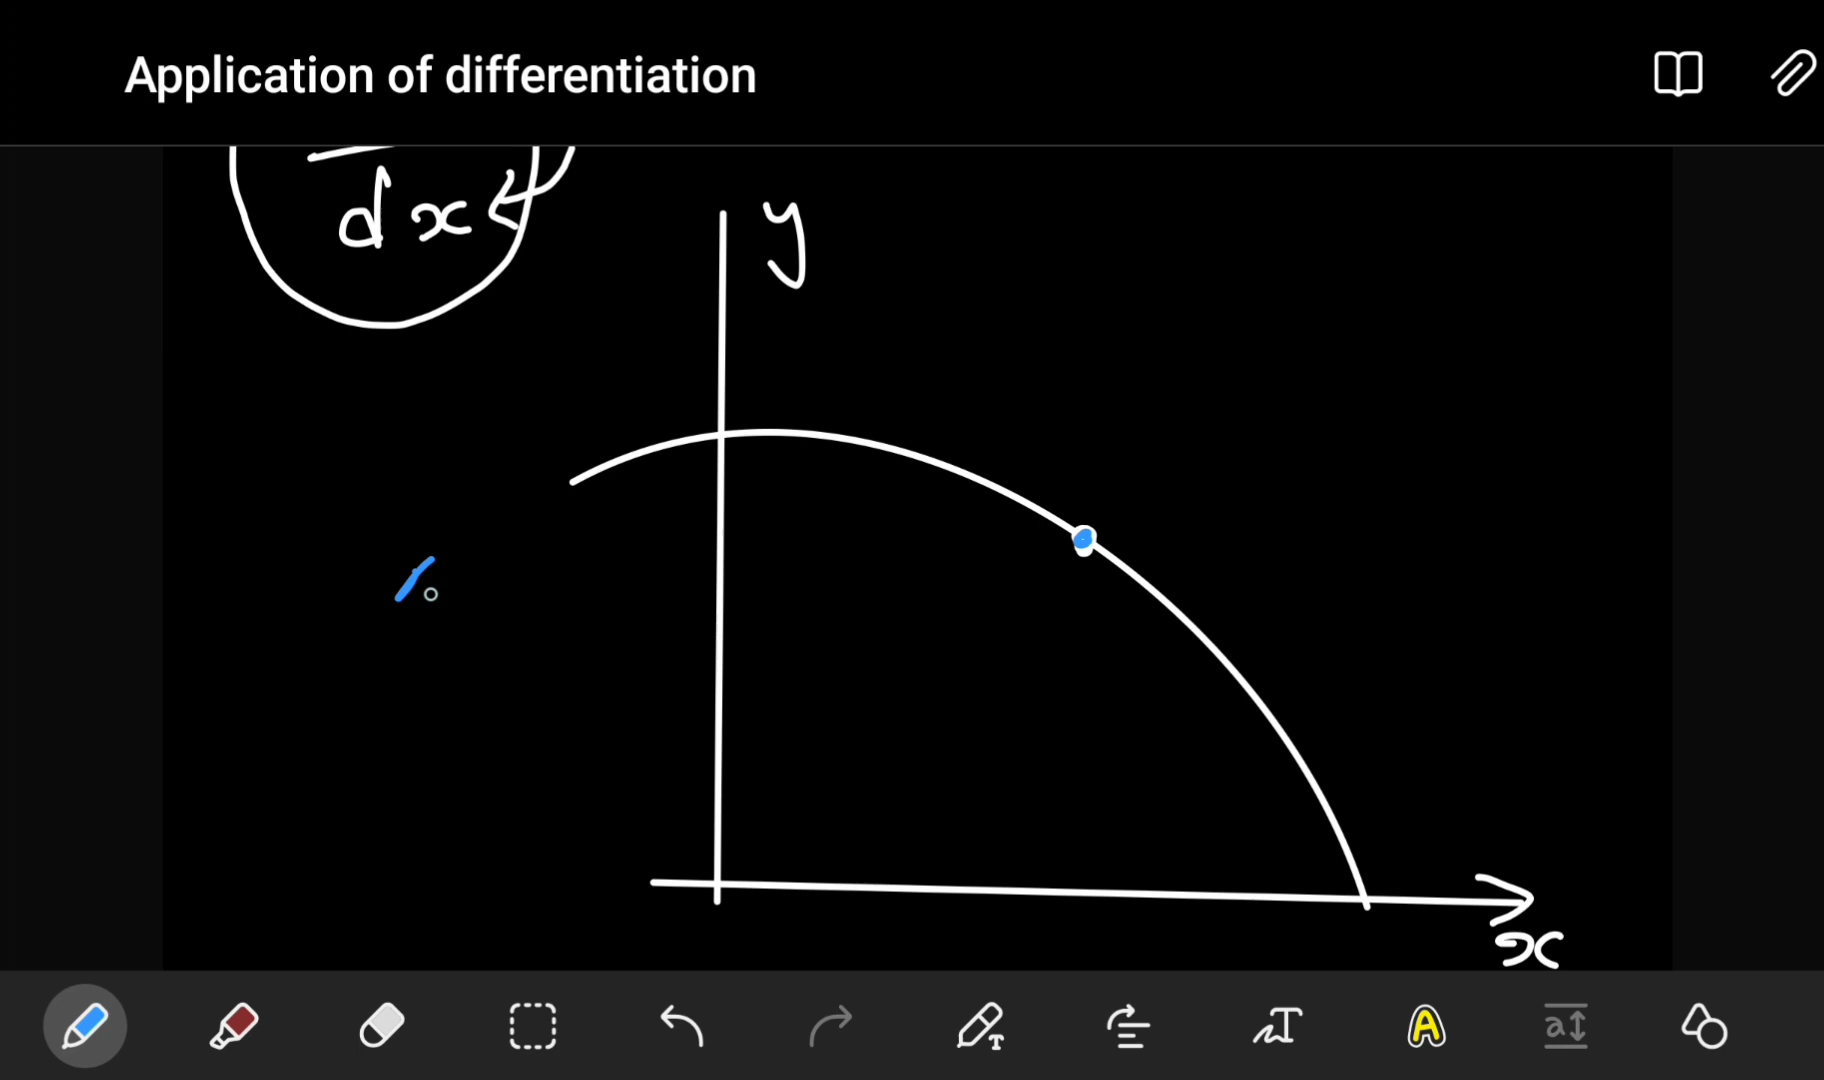 Application of differentiation
dx
y
x